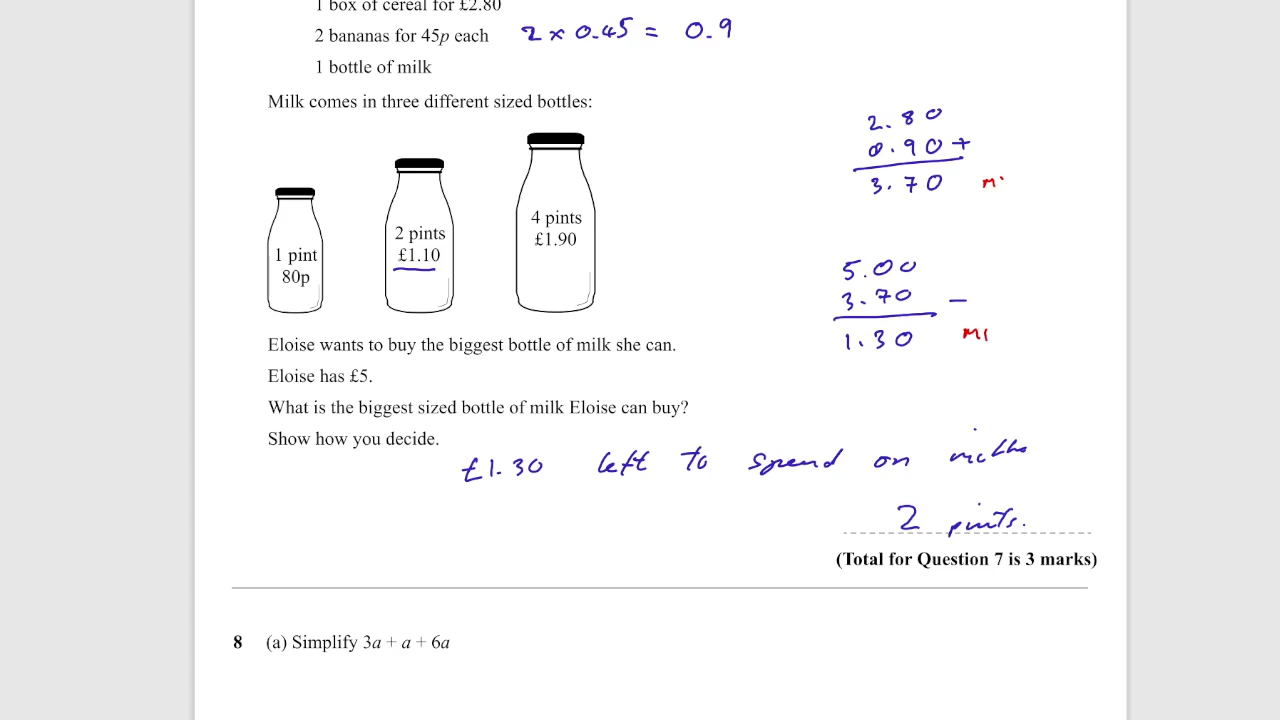 1 box of cereal for £2.80
2 bananas for 45p each 2 × 0.45 = 0.9
1 bottle of milk
Milk comes in three different sized bottles:
2.80
0.90 +
3.70 M1
1 pint
80p
2 pints
£1.10
4 pints
£1.90
5.00
3.70 –
1.30 M1
Eloise wants to buy the biggest bottle of milk she can.
Eloise has £5.
What is the biggest sized bottle of milk Eloise can buy?
Show how you decide.
£1.30 left to spend on
2 pints.
(Total for Question 7 is 3 marks)
8 (a) Simplify 3a + a + 6a